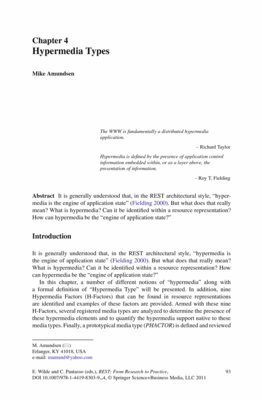 Chapter 4
Hypermedia Types
Mike Amundsen
The WWW is fundamentally a distributed hypermedia
application.
– Richard Taylor
Hypermedia is defined by the presence of application control
information embedded within, or as a layer above, the
presentation of information.
– Roy T. Fielding
Abstract It is generally understood that, in the REST architectural style, “hyper-
media is the engine of application state” (Fielding 2000). But what does that really
mean? What is hypermedia? Can it be identified within a resource representation?
How can hypermedia be the “engine of application state?”
Introduction
It is generally understood that, in the REST architectural style, “hypermedia is
the engine of application state” (Fielding 2000). But what does that really mean?
What is hypermedia? Can it be identified within a resource representation? How
can hypermedia be the “engine of application state?”
In this chapter, a number of different notions of “hypermedia” along with
a formal definition of “Hypermedia Type” will be presented. In addition, nine
Hypermedia Factors (H-Factors) that can be found in resource representations
are identified and examples of these factors are provided. Armed with these nine
H-Factors, several registered media types are analyzed to determine the presence of
these hypermedia elements and to quantify the hypermedia support native to these
media types. Finally, a prototypical media type (PHACTOR) is defined and reviewed
M. Amundsen (✉)
Erlanger, KY 41018, USA
e-mail: mamund@yahoo.com
E. Wilde and C. Pautasso (eds.), REST: From Research to Practice,
DOI 10.1007/978-1-4419-8303-9_4, © Springer Science+Business Media, LLC 2011
93